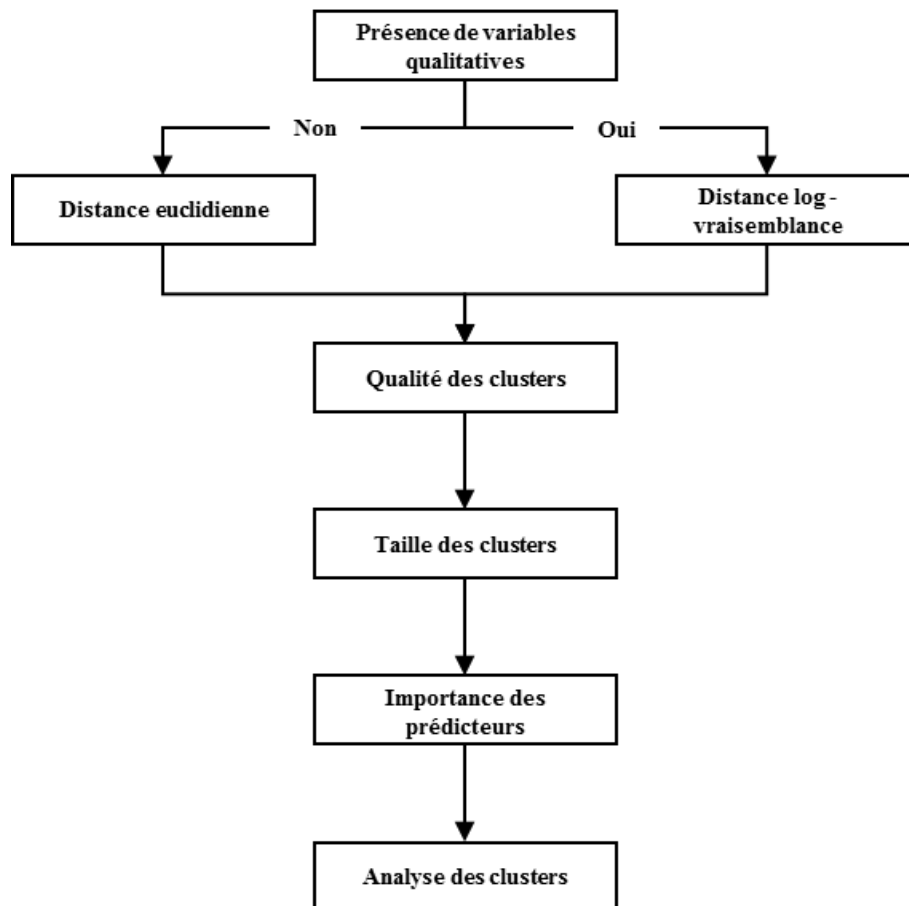 Présence de variables
qualitatives
Non
Oui
Distance euclidienne
Distance log -
vraisemblance
Qualité des clusters
Taille des clusters
Importance des
prédicteurs
Analyse des clusters